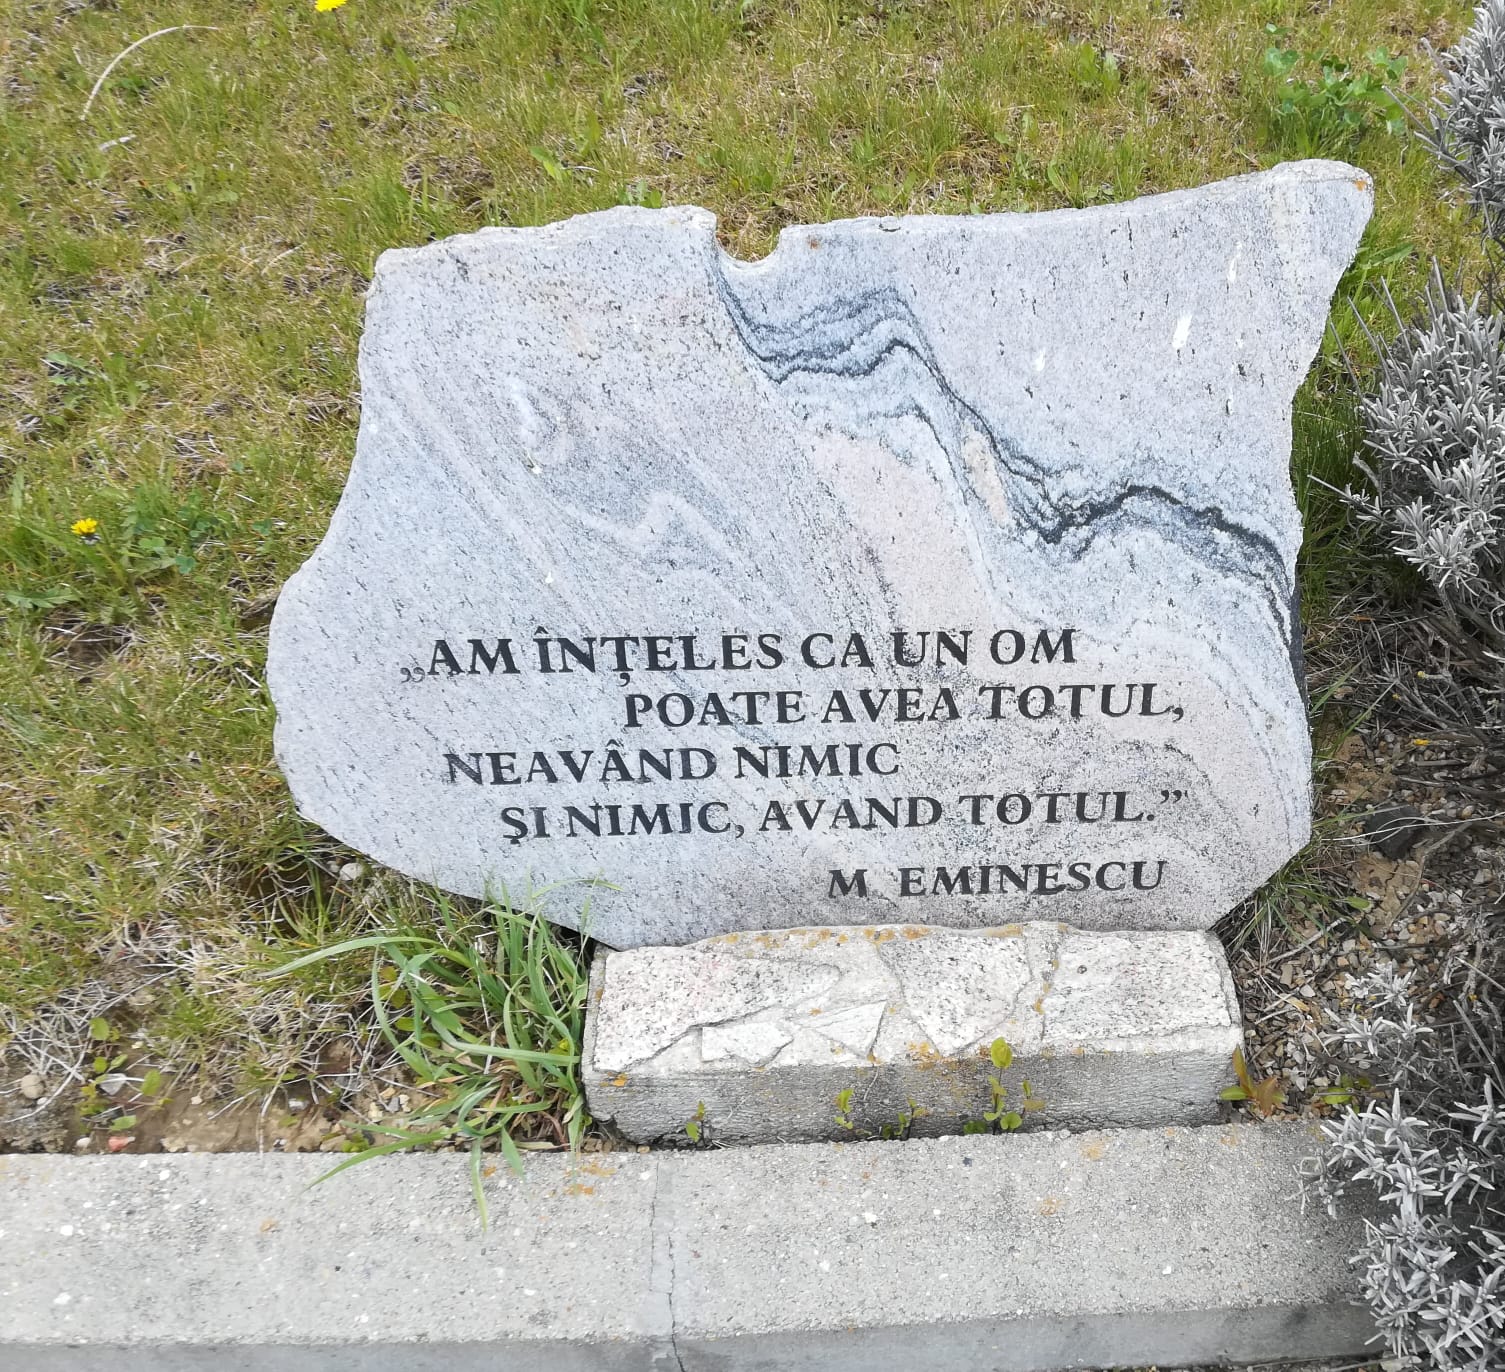 „AM ÎNȚELES CA UN OM
POATE AVEA TOTUL,
NEAVÂND NIMIC
ŞI NIMIC, AVAND TOTUL.”
M EMINESCU